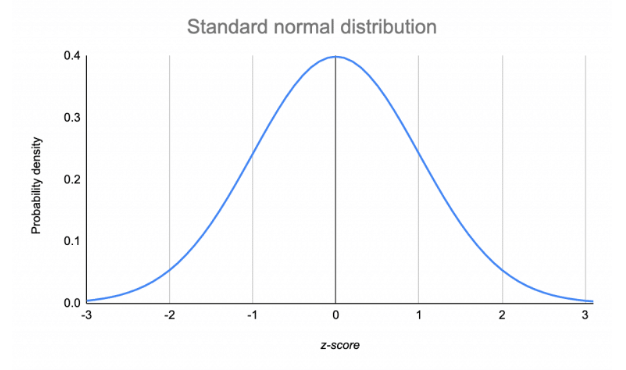 Standard normal distribution
0.4
0.3
0.2
0.1
0.0
Probability density
-3 -2 -1 0 1 2 3
z-score